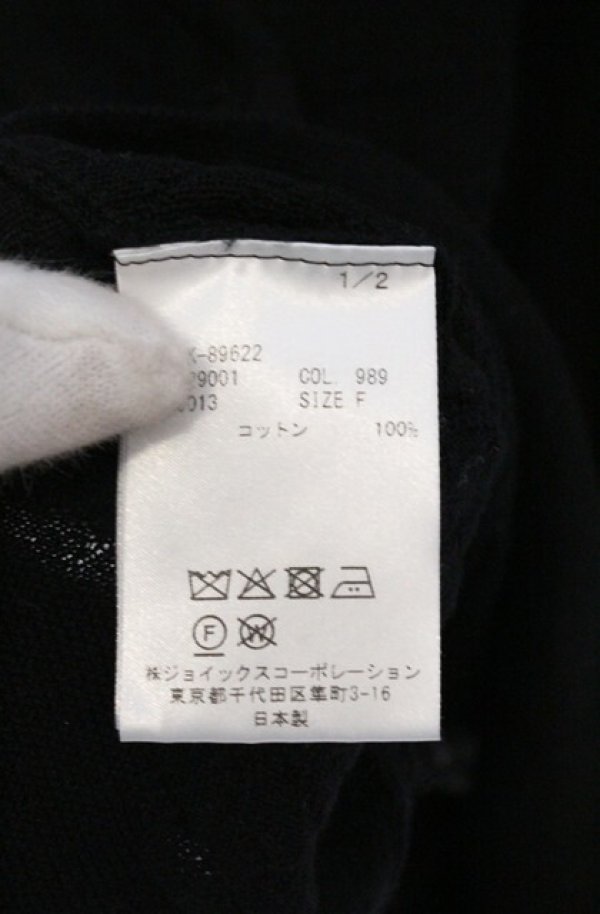 1/2
K-89622
29001 COL. 989
0013 SIZE F
コットン 100%
F W
株ジョイックスコーポレーション
東京都千代田区隼町3-16
日本製